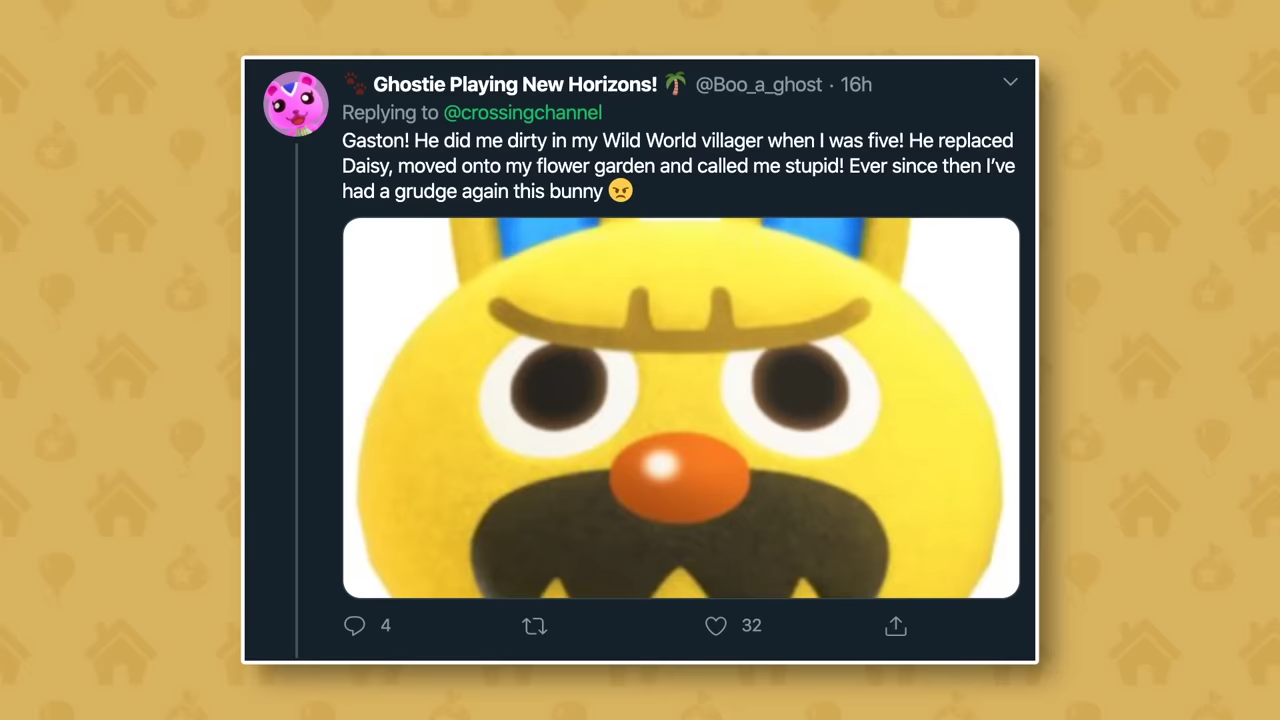 🐾 Ghostie Playing New Horizons! 🌴 @Boo_a_ghost · 16h
Replying to @crossingchannel
Gaston! He did me dirty in my Wild World villager when I was five! He replaced
Daisy, moved onto my flower garden and called me stupid! Ever since then I’ve
had a grudge again this bunny 😠
4 32